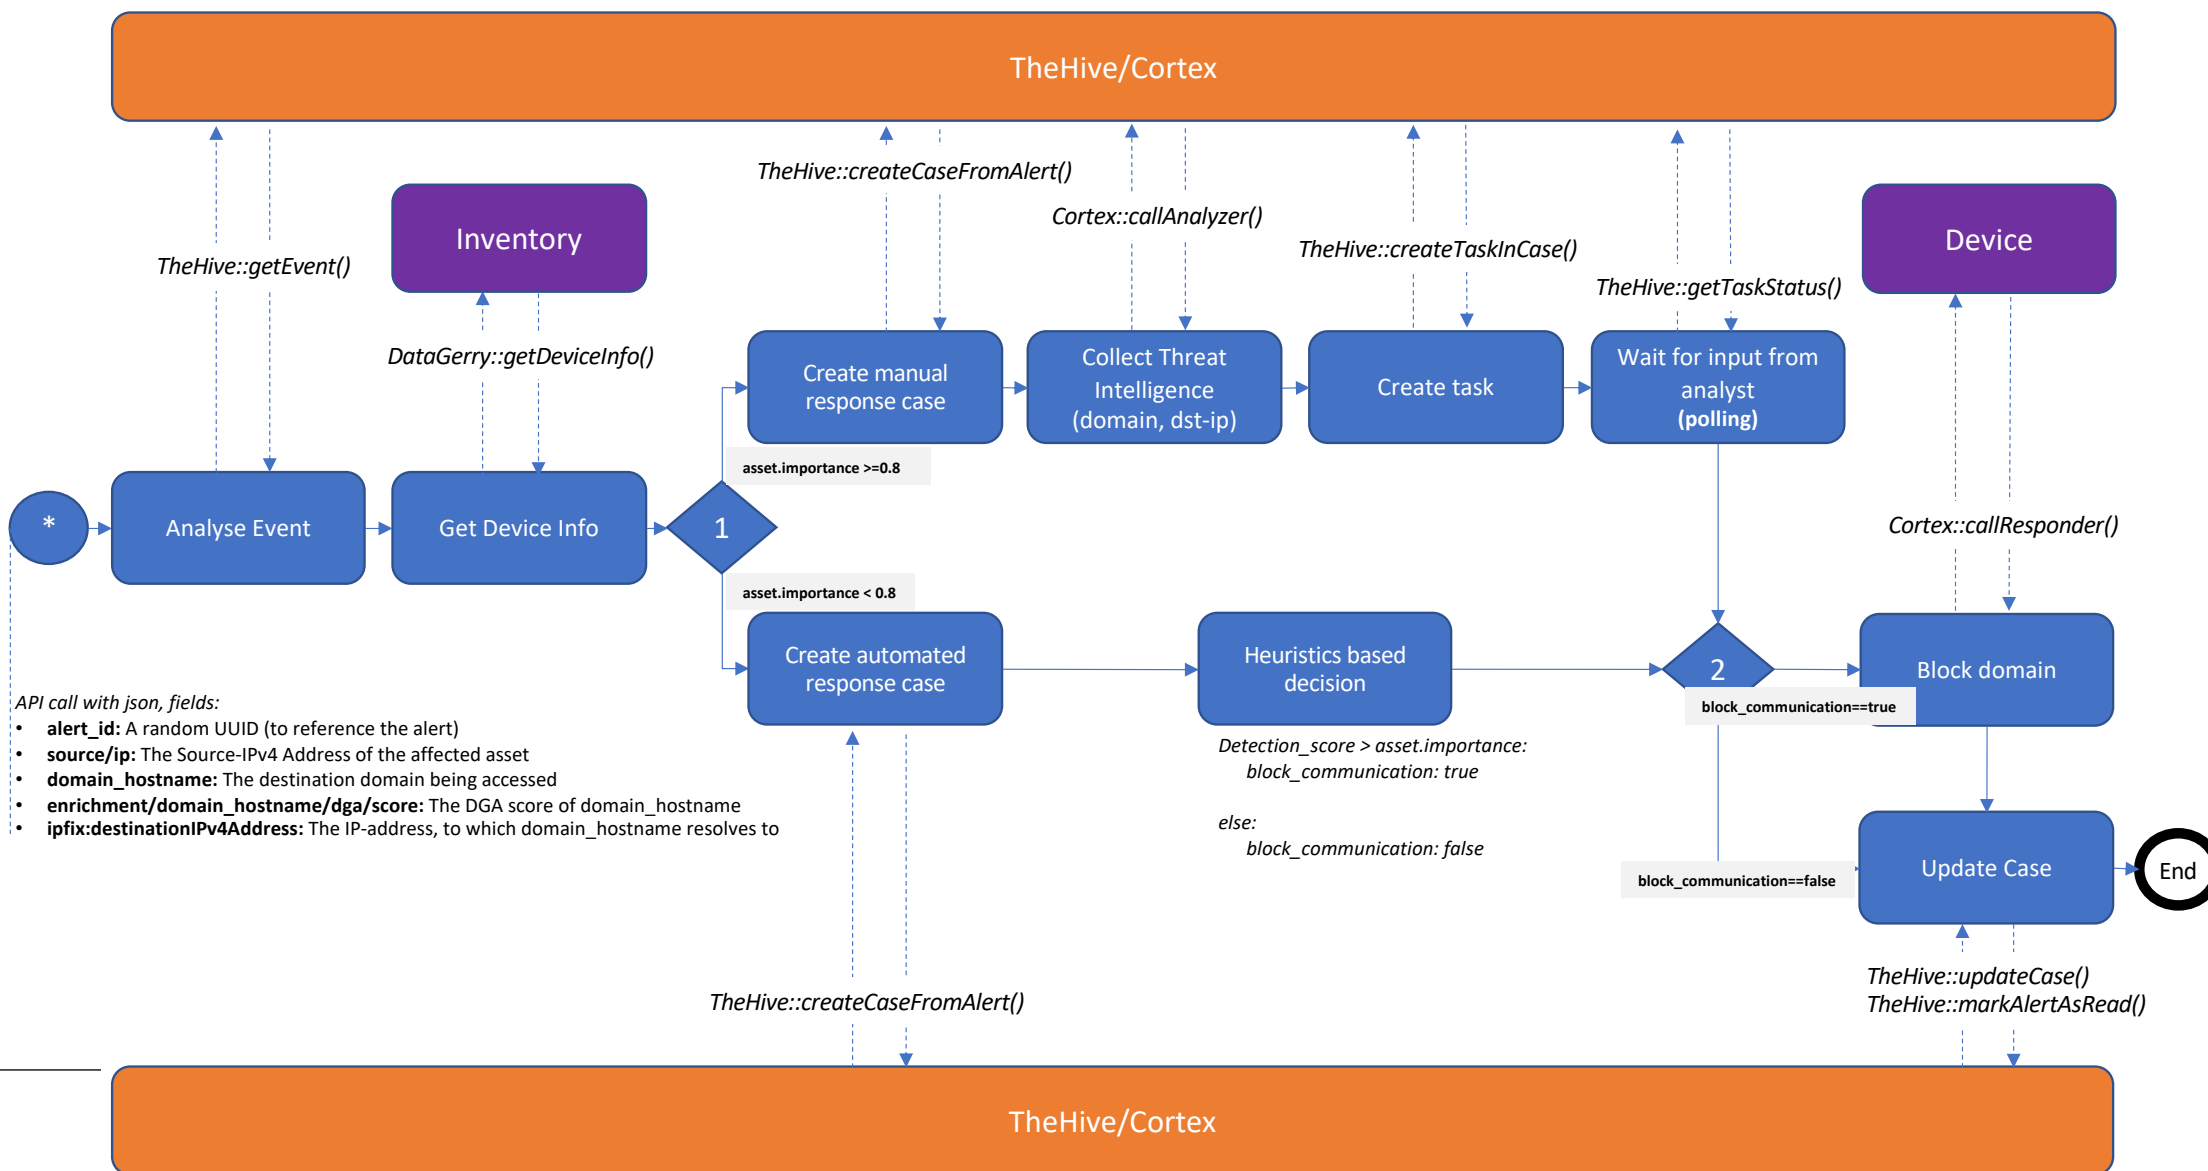 TheHive/Cortex
TheHive::createCaseFromAlert()
Cortex::callAnalyzer()
TheHive::createTaskInCase()
TheHive::getTaskStatus()
Inventory
Device
TheHive::getEvent()
DataGerry::getDeviceInfo()
Create manual
response case
Collect Threat
Intelligence
(domain, dst-ip)
Create task
Wait for input from
analyst
(polling)
asset.importance >=0.8
*
Analyse Event
Get Device Info
1
Cortex::callResponder()
asset.importance < 0.8
Create automated
response case
Heuristics based
decision
2
Block domain
block_communication==true
API call with json, fields:
• alert_id: A random UUID (to reference the alert)
• source/ip: The Source-IPv4 Address of the affected asset
• domain_hostname: The destination domain being accessed
• enrichment/domain_hostname/dga/score: The DGA score of domain_hostname
• ipfix:destinationIPv4Address: The IP-address, to which domain_hostname resolves to
Detection_score > asset.importance:
block_communication: true
else:
block_communication: false
block_communication==false
Update Case
End
TheHive::createCaseFromAlert()
TheHive::updateCase()
TheHive::markAlertAsRead()
TheHive/Cortex